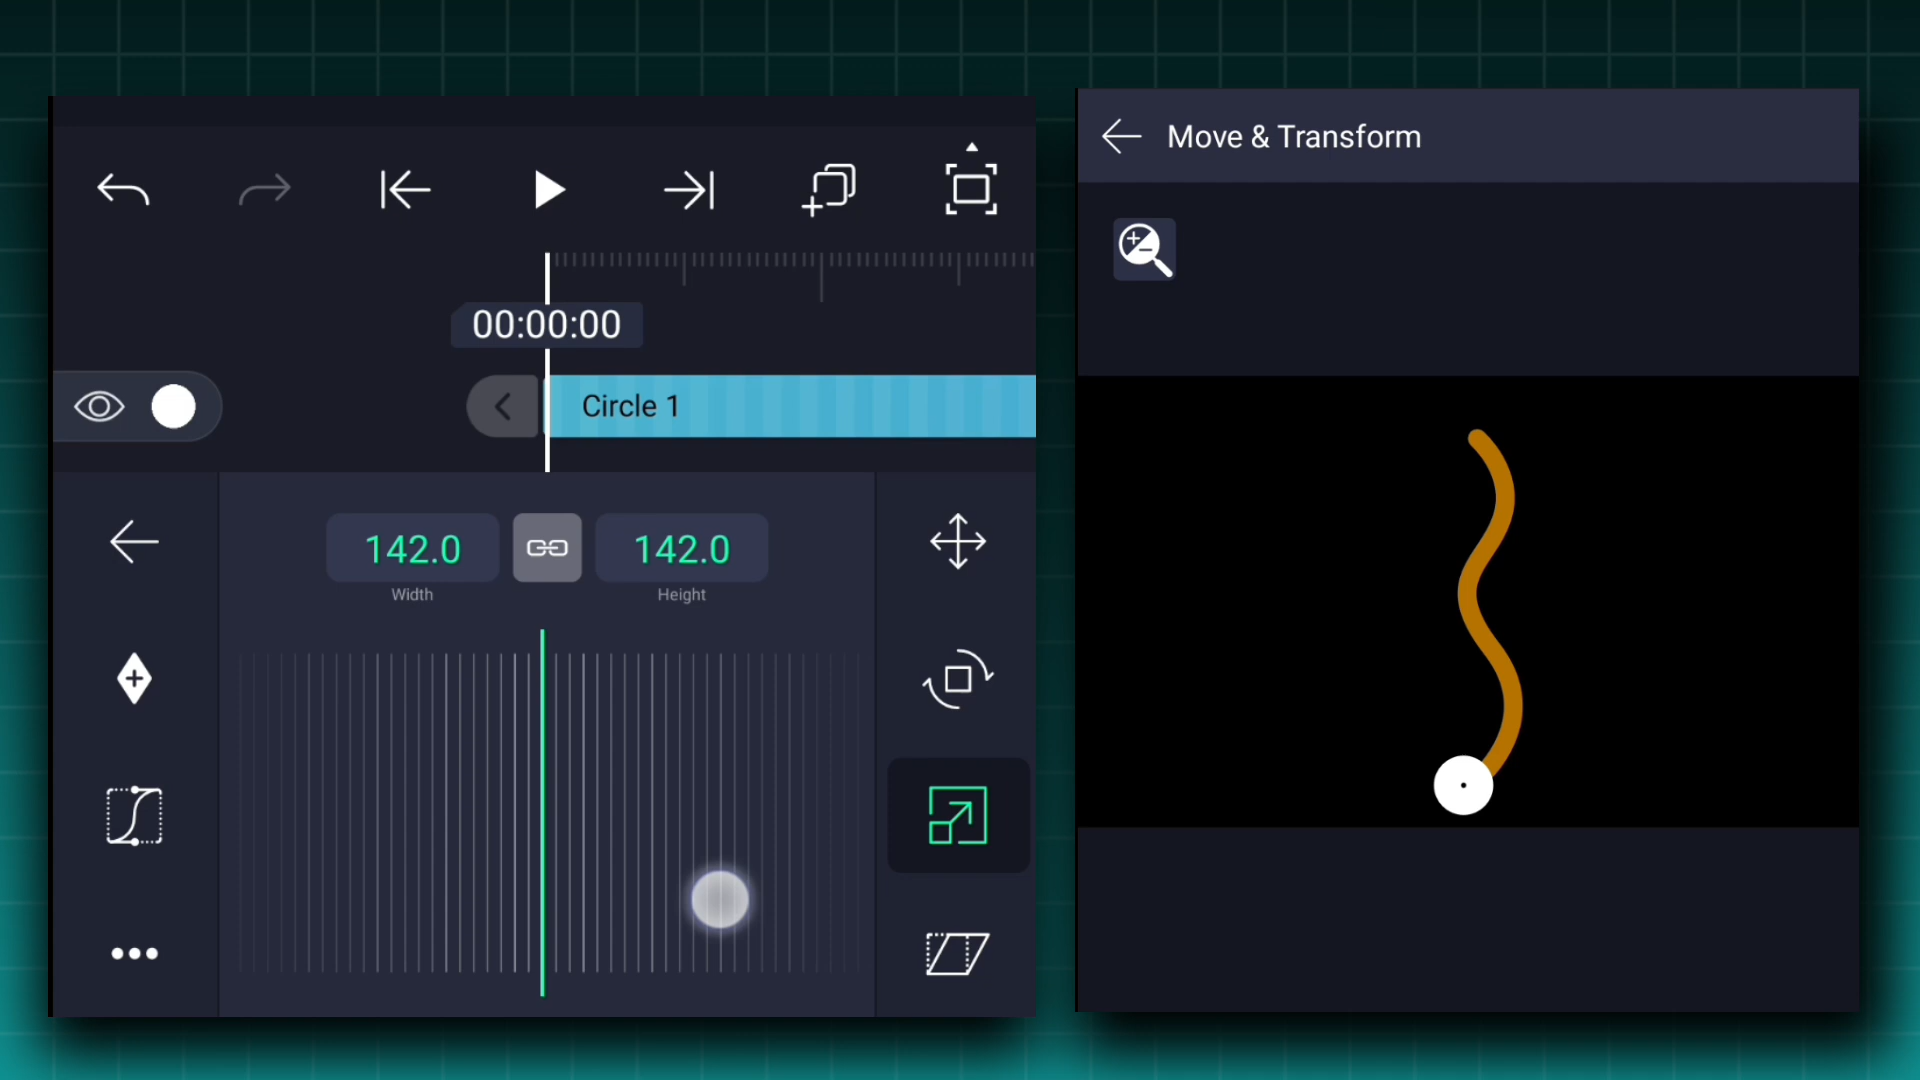 Move & Transform
00:00:00
Circle 1
142.0
142.0
Width
Height